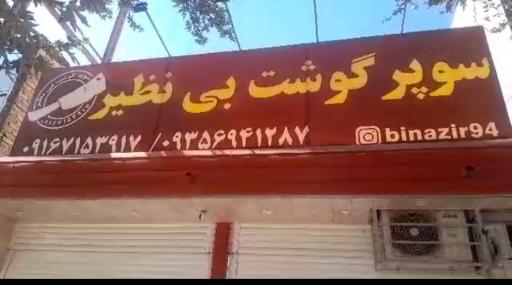 سوپر گوشت بی نظیر
۰۹۱۶۷۱۵۳۹۱۷ / ۰۹۳۵۶۹۴۱۲۸۷
binazir94